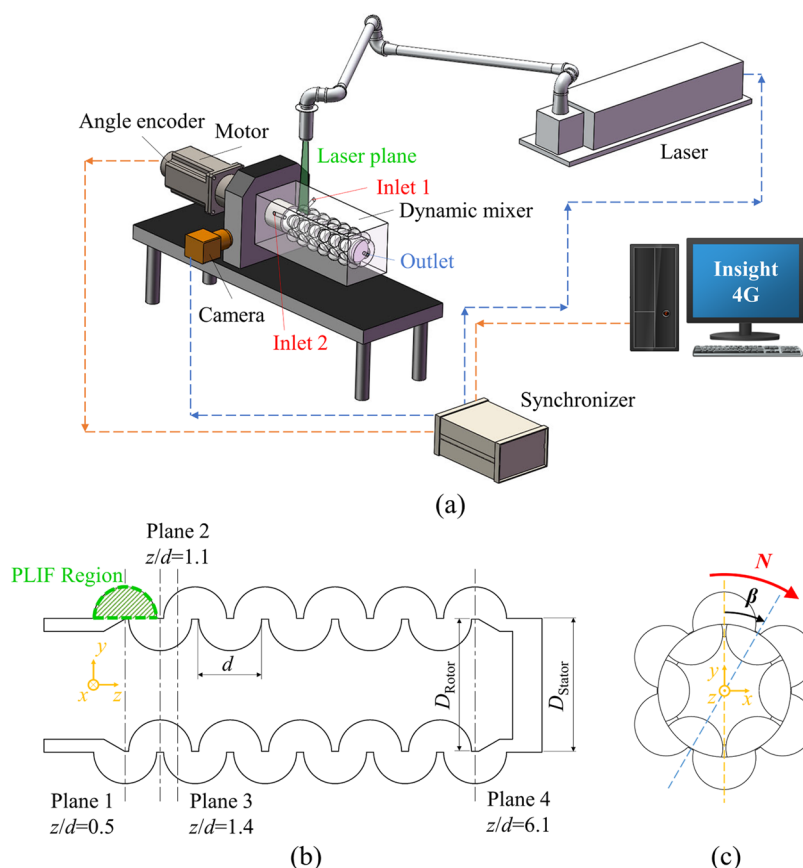 Angle encoder
Motor
Laser plane
Inlet 1
Dynamic mixer
Laser
Outlet
Camera
Inlet 2
Insight
4G
Synchronizer
(a)
Plane 2
z/d=1.1
PLIF Region
y
x
z
d
D_Rotor
D_Stator
Plane 1
z/d=0.5
Plane 3
z/d=1.4
Plane 4
z/d=6.1
(b)
N
β
y
z
x
(c)